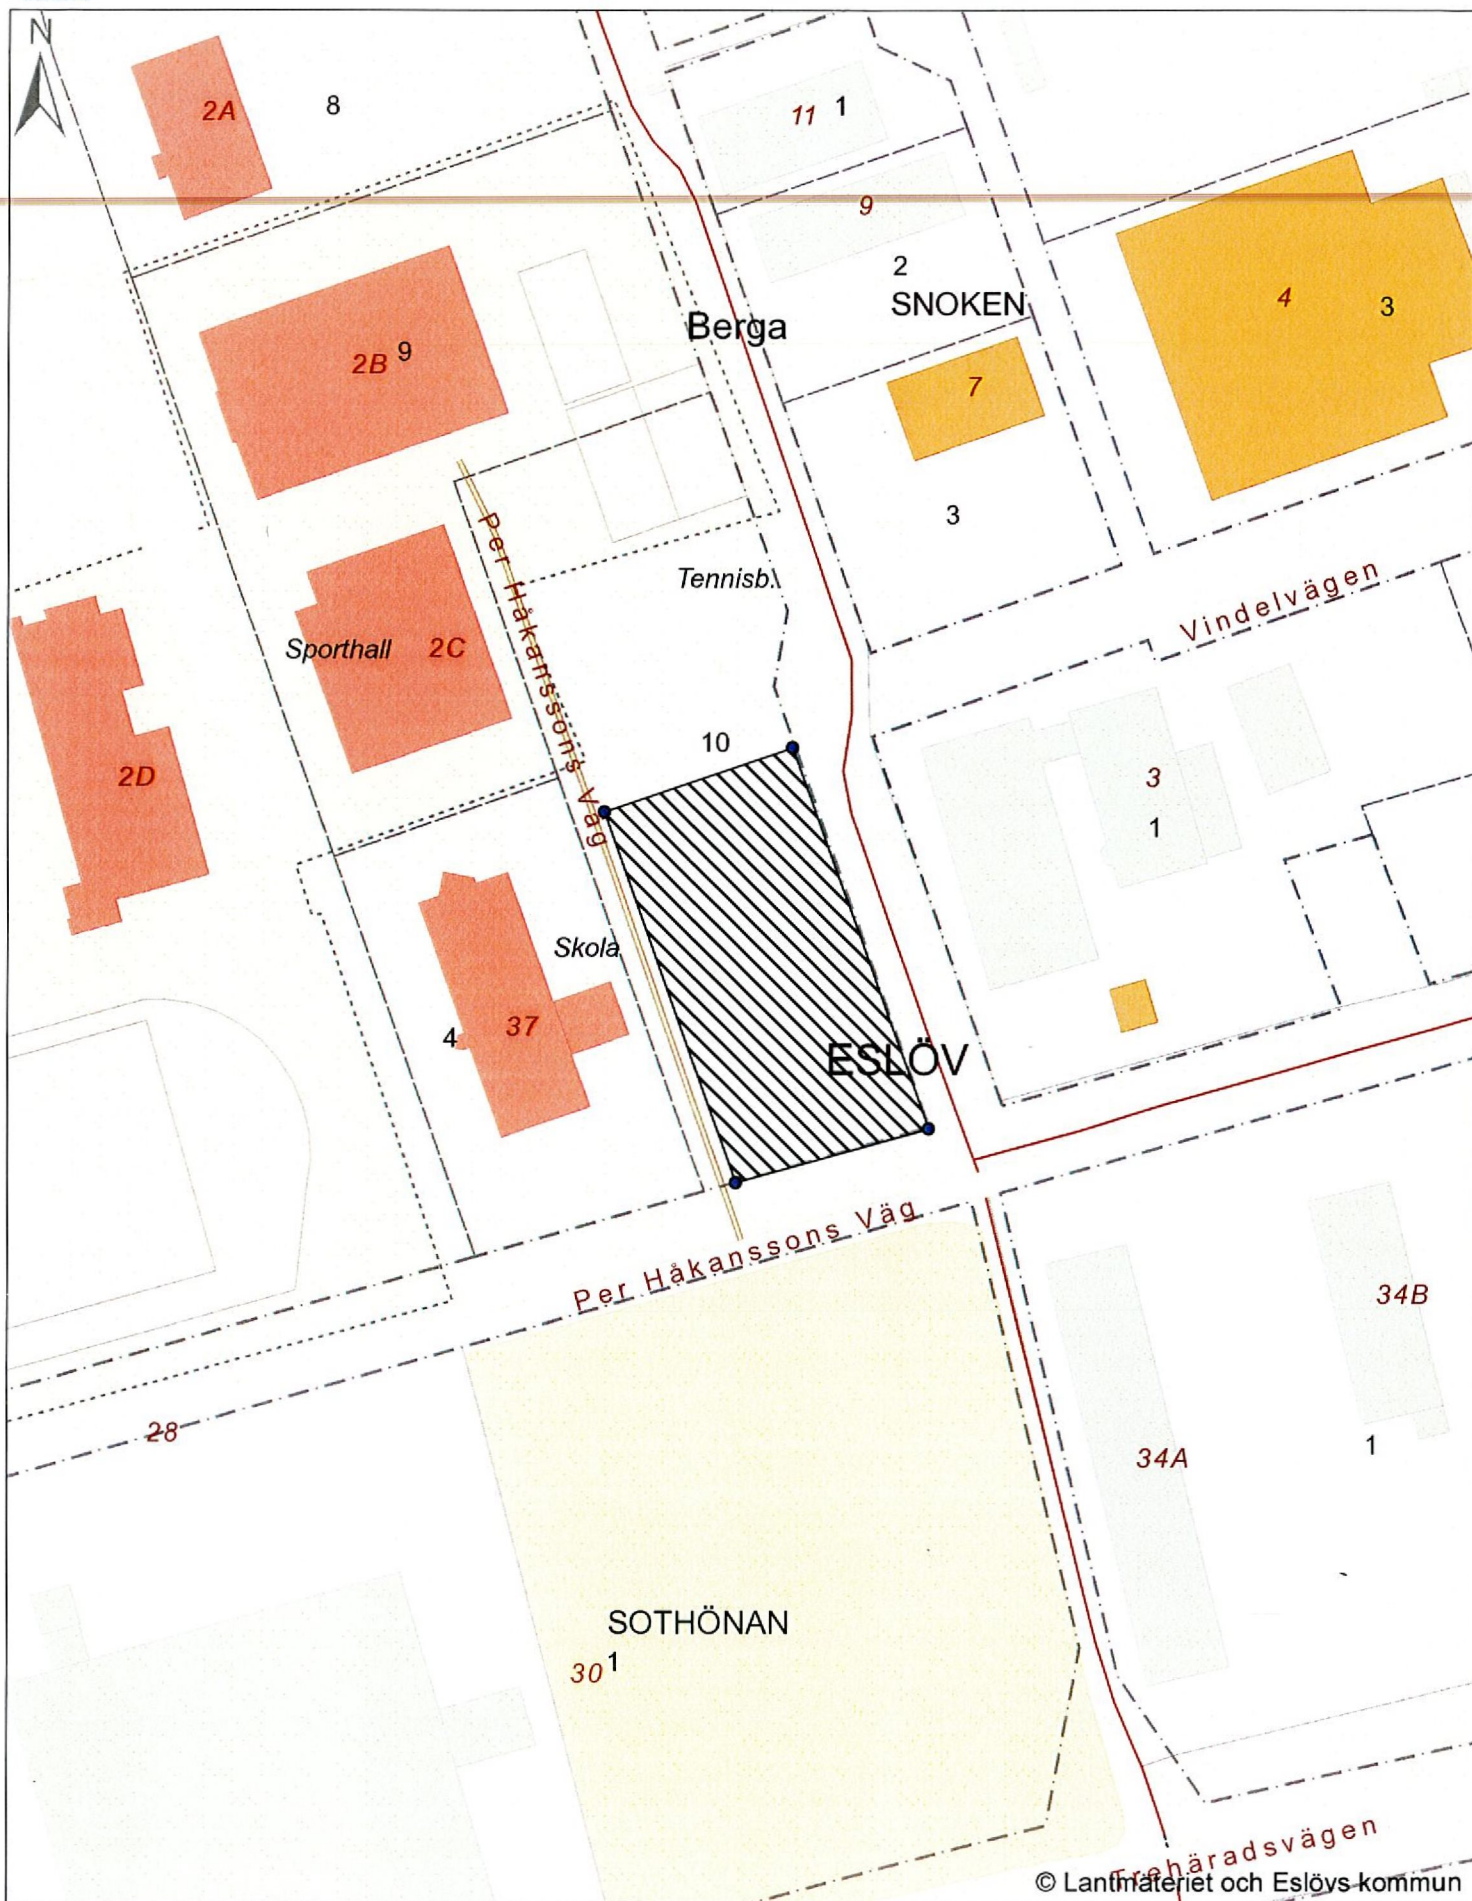 N
2A
8
11 1
9
2
SNOKEN
4
3
Berga
2B 9
7
3
Per Håkanssons Väg
Tennisb.
Vindelvägen
Sporthall 2C
2D
10
3
1
Skola
4
37
ESLÖV
Per Håkanssons Väg
34B
28
34A
1
SOTHÖNAN
30 1
Trehäradsvägen
© Lantmäteriet och Eslövs kommun